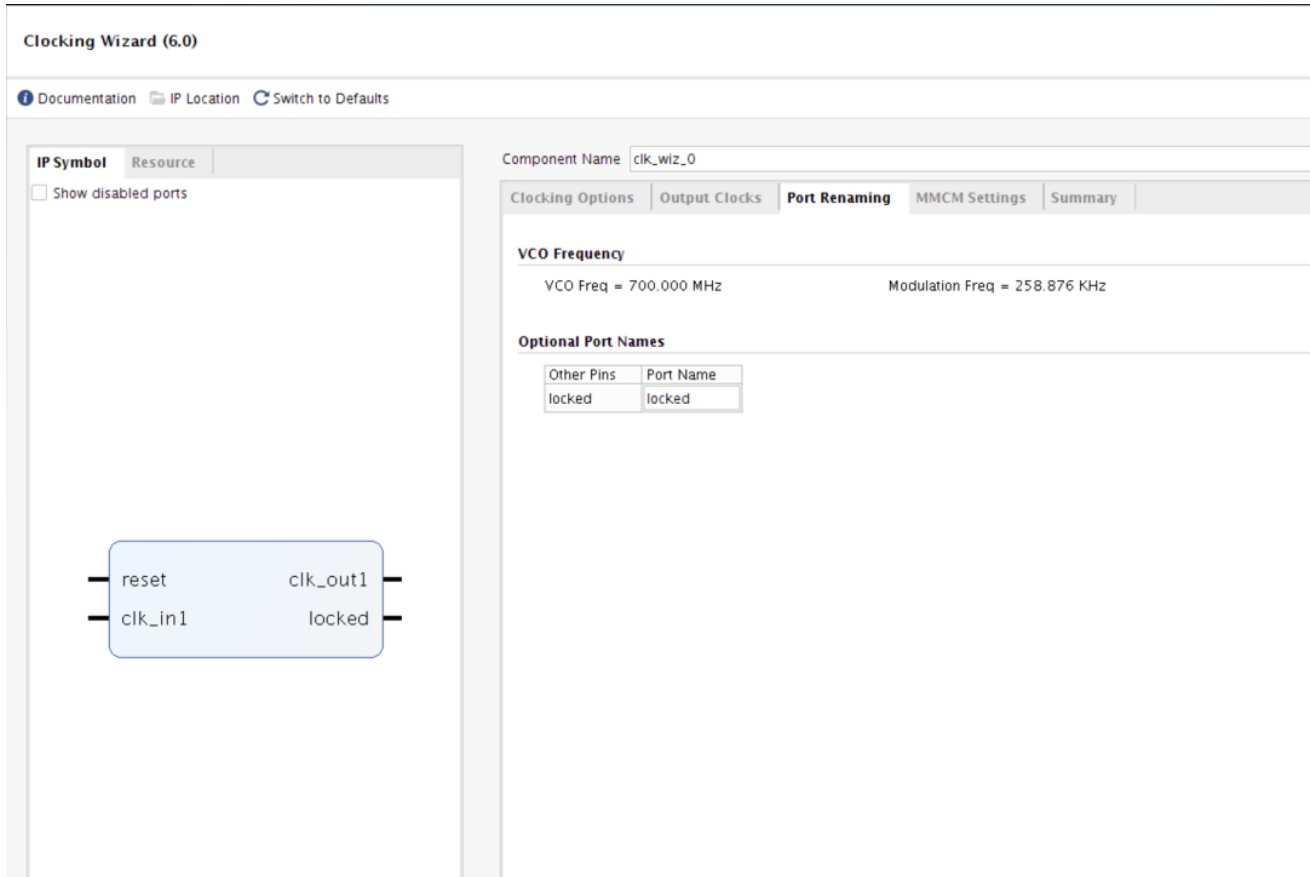 Clocking Wizard (6.0)
Documentation IP Location Switch to Defaults
IP Symbol Resource
Show disabled ports
reset clk_out1
clk_in1 locked
Component Name clk_wiz_0
Clocking Options Output Clocks Port Renaming MMCM Settings Summary
VCO Frequency
VCO Freq = 700.000 MHz Modulation Freq = 258.876 KHz
Optional Port Names
Other Pins Port Name
locked locked